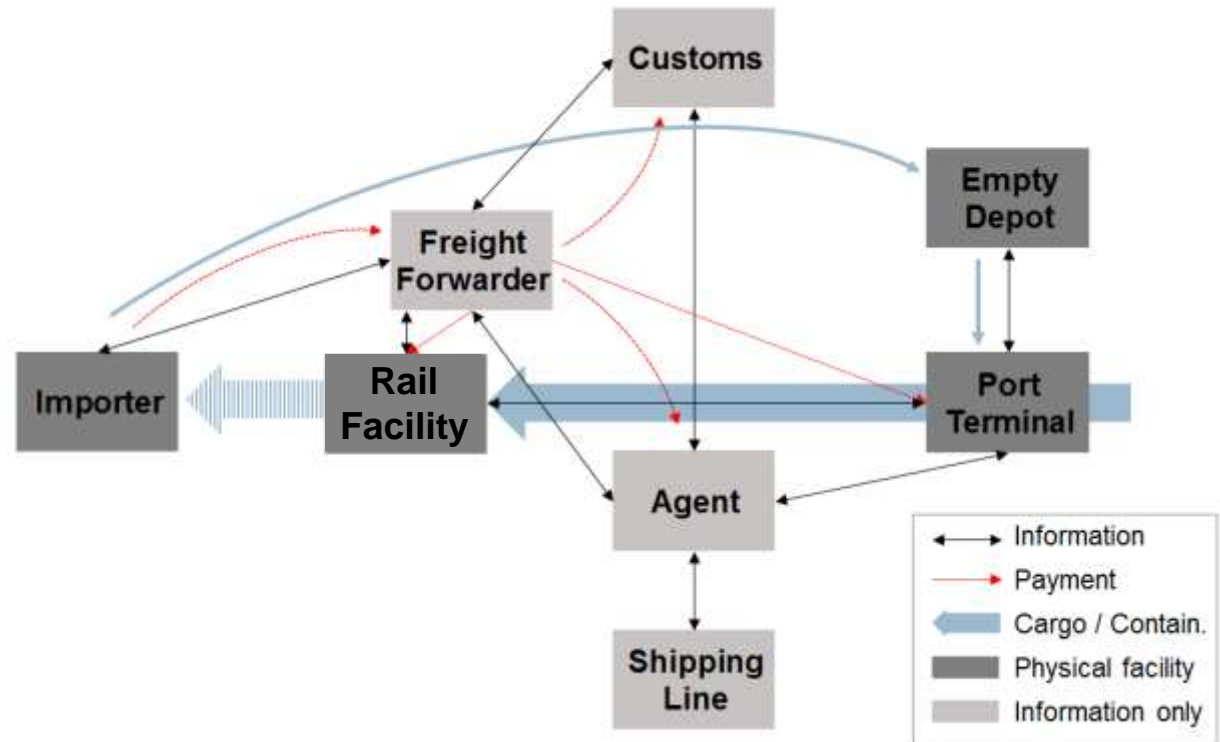 Customs
Empty
Depot
Freight
Forwarder
Importer
Rail
Facility
Port
Terminal
Agent
Shipping
Line
Information
Payment
Cargo / Contain.
Physical facility
Information only